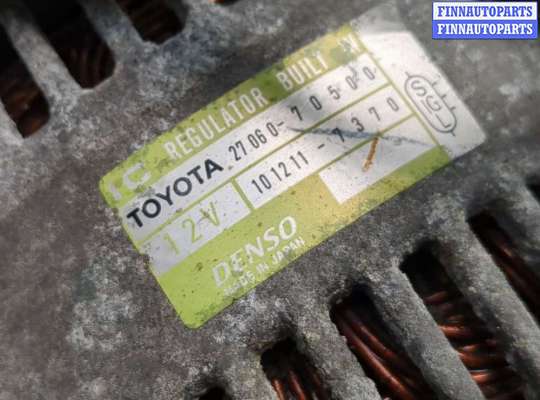 FINNAUTOPARTS
FINNAUTOPARTS
IC REGULATOR BUILT IN
TOYOTA 27060-70500
12V 101211-7370
DENSO
MADE IN JAPAN